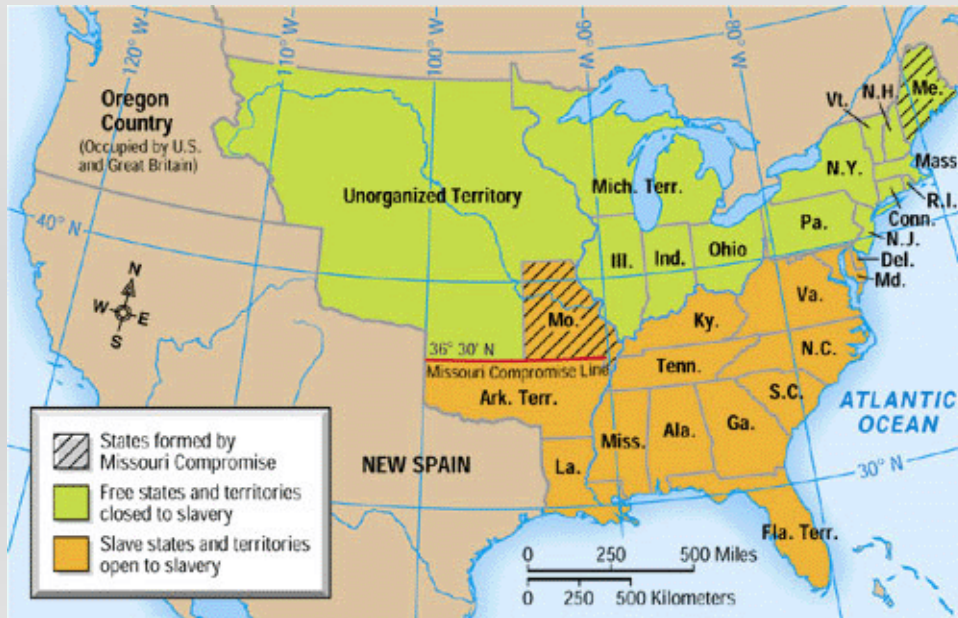 120° W
110° W
100° W
90° W
80° W
Oregon
Country
(Occupied by U.S.
and Great Britain)
Unorganized Territory
Mich. Terr.
Vt.
N.H.
Me.
N.Y.
Mass
R.I.
Conn.
Pa.
N.J.
Del.
Md.
40° N
N
W
E
S
Ill.
Ind.
Ohio
Va.
Mo.
Ky.
36° 30' N
Missouri Compromise Line
N.C.
Tenn.
Ark. Terr.
S.C.
ATLANTIC
OCEAN
Miss.
Ala.
Ga.
La.
NEW SPAIN
30° N
Fla. Terr.
States formed by
Missouri Compromise
Free states and territories
closed to slavery
Slave states and territories
open to slavery
0 250 500 Miles
0 250 500 Kilometers